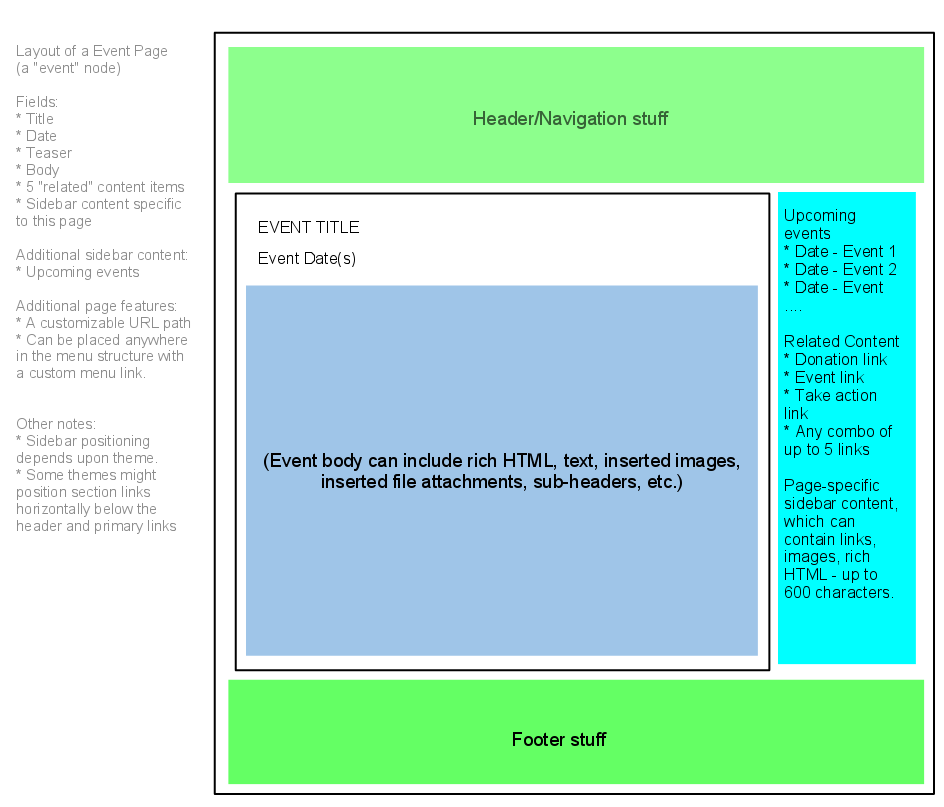 Layout of a Event Page
(a "event" node)
Fields:
* Title
* Date
* Teaser
* Body
* 5 "related" content items
* Sidebar content specific
to this page
Additional sidebar content:
* Upcoming events
Additional page features:
* A customizable URL path
* Can be placed anywhere
in the menu structure with
a custom menu link.
Other notes:
* Sidebar positioning
depends upon theme.
* Some themes might
position section links
horizontally below the
header and primary links
Header/Navigation stuff
EVENT TITLE
Event Date(s)
(Event body can include rich HTML, text, inserted images,
inserted file attachments, sub-headers, etc.)
Upcoming
events
* Date - Event 1
* Date - Event 2
* Date - Event
....
Related Content
* Donation link
* Event link
* Take action
link
* Any combo of
up to 5 links
Page-specific
sidebar content,
which can
contain links,
images, rich
HTML - up to
600 characters.
Footer stuff